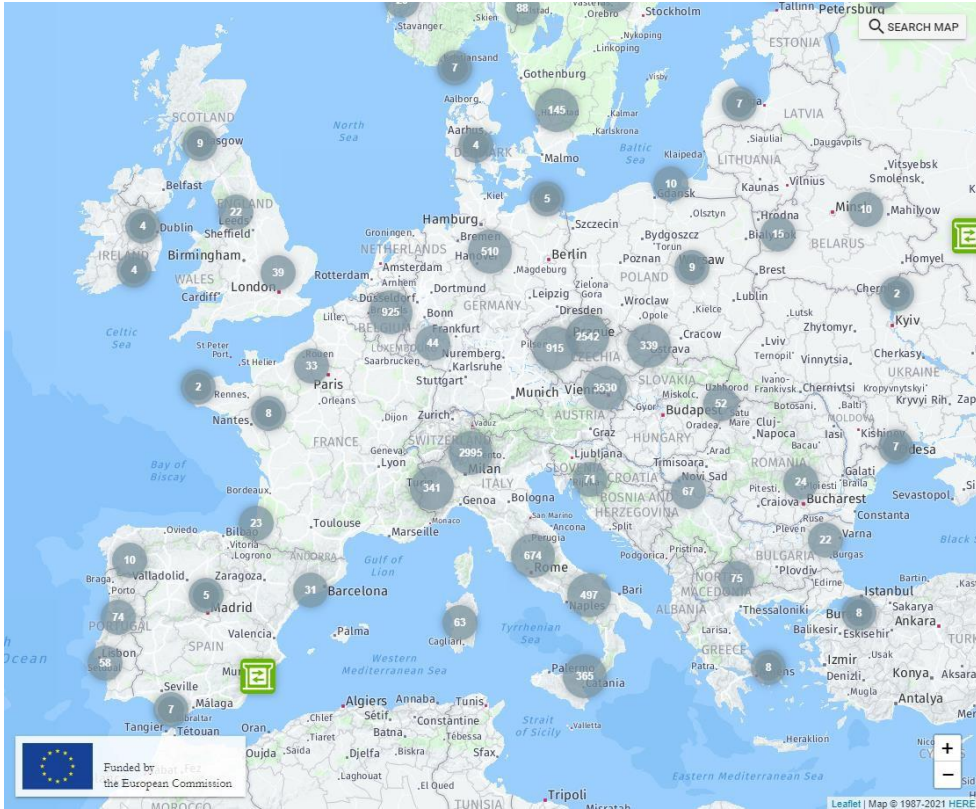 Stavanger
Skien
88
Orebro
Stockholm
Tallinn
Petersburg
SEARCH MAP
Nykoping
Linkoping
ESTONIA
7
Gothenburg
Visby
Aalborg
145
7
LATVIA
SCOTLAND
North
Sea
Kalmar
Karlskrona
9
Aarhus
4
Baltic
Sea
Siauliai
Daugavpils
Malmo
Klaipeda
LITHUANIA
Vitsyebsk
Smolensk
Belfast
Kiel
5
10
Gdansk
Kaunas
Vilnius
ENGLAND
22
Leeds
Sheffield
4
Dublin
Hamburg
Szczecin
Olsztyn
Hrodna
10
Mahilyow
Groningen
Bremen
Bydgoszcz
Torun
15
BELARUS
IRELAND
4
Birmingham
NETHERLANDS
Amsterdam
510
Berlin
Poznan
9
Homyel
WALES
39
Rotterdam
Arnhem
Magdeburg
POLAND
Brest
London
Cardiff
Dusseldorf
Dortmund
Leipzig
Zielona
Gora
Lublin
2
Celtic
Sea
Lille
925
Bonn
GERMANY
Dresden
Wroclaw
Opole
Kielce
Lutsk
Kyiv
BELGIUM
Frankfurt
Zhytomyr
St Peter
Port
St Helier
Rouen
44
Nuremberg
915
2542
339
Cracow
Ostrava
Lviv
Cherkasy
33
Saarbrucken
Karlsruhe
Ternopil'
Vinnytsia
Paris
Stuttgart
SLOVAKIA
UKRAINE
2
Rennes
Orleans
Munich
3530
Uzhhorod
Ivano-
Frankivsk
Chernivtsi
Kropyvnytskyi
8
Nantes
Dijon
Zurich
Vaduz
AUSTRIA
Gyor
Miskolc
52
Satu
Mare
Botosani
Balti
Kryvyi Rih
Budapest
FRANCE
SWITZERLAND
Graz
HUNGARY
Oradea
Cluj-
Napoca
Iasi
7
Geneva
2995
Ljubljana
Arad
Bacau
Lyon
Milan
SLOVENIA
CROATIA
Timisoara
ROMANIA
Bay of
Biscay
341
ITALY
Novi Sad
Galati
Sevastopol
Bordeaux
Genoa
Bologna
BOSNIA AND
HERZEGOVINA
67
Pitesti
24
Braila
Craiova
Bucharest
Monaco
San Marino
Constanta
Oviedo
23
Bilbao
Toulouse
Marseille
Ancona
Split
Ruse
Vitoria
Logrono
Perugia
Pleven
Varna
10
ANDORRA
Gulf of
Lion
674
Podgorica
Pristina
22
Burgas
Braga
Valladolid
Zaragoza
Rome
BULGARIA
Porto
5
31
Barcelona
Plovdiv
Bartin
Madrid
497
Bari
75
Edirne
Istanbul
74
63
Naples
ALBANIA
Thessaloniki
8
Sakarya
PORTUGAL
Valencia
Palma
Cagliari
Tyrrhenian
Sea
Larisa
Balikesir
Eskisehir
Ankara
Lisbon
SPAIN
GREECE
58
Western
Mediterranean Sea
Palermo
365
Catania
Patra
8
Izmir
Usak
Seville
Denizli
Konya
Aksara
Malaga
Algiers
Annaba
Tunis
Mugla
Antalya
7
Gibraltar
Chlef
Setif
Constantine
Strait
of Sicily
Valletta
Tangier
Tetouan
Oran
Tiaret
Batna
Tebessa
Heraklion
Oujda
Saida
Djelfa
Biskra
Sfax
Funded by
the European Commission
Laghouat
El Oued
Eastern Mediterranean Sea
+
−
MOROCCO
TUNISIA
Tripoli
Misratah
Leaflet | Map © 1987-2021 HERE